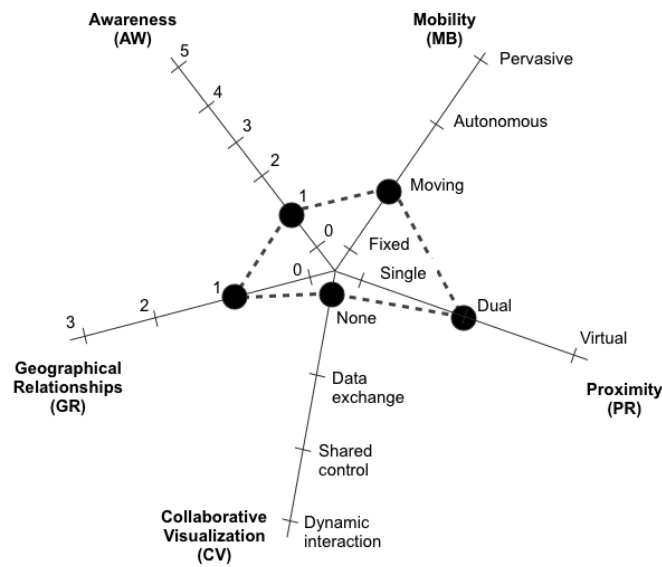 Awareness
(AW)
5
4
3
2
1
0
Mobility
(MB)
Pervasive
Autonomous
Moving
Fixed
Single
Dual
Virtual
Proximity
(PR)
0
1
2
3
Geographical
Relationships
(GR)
None
Data
exchange
Shared
control
Dynamic
interaction
Collaborative
Visualization
(CV)